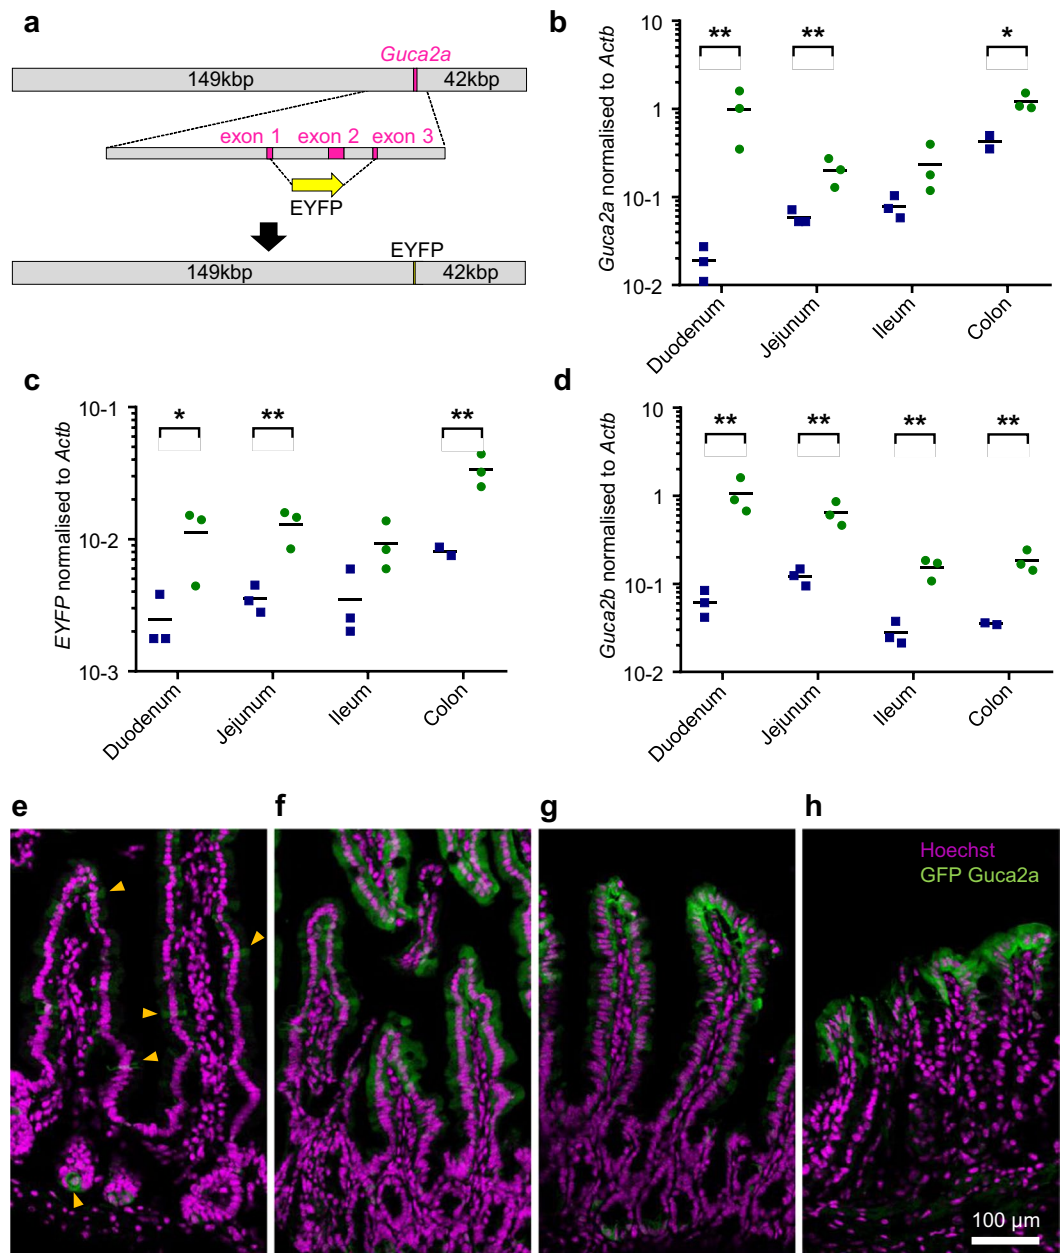 a
Guca2a
149kbp
42kbp
exon 1
exon 2
exon 3
EYFP
EYFP
149kbp
42kbp
b
Guca2a normalised to Actb
10
1
10-1
10-2
**
**
*
Duodenum
Jejunum
Ileum
Colon
c
EYFP normalised to Actb
10-1
10-2
10-3
*
**
**
Duodenum
Jejunum
Ileum
Colon
d
Guca2b normalised to Actb
10
1
10-1
10-2
**
**
**
**
Duodenum
Jejunum
Ileum
Colon
e
f
g
h
Hoechst
GFP Guca2a
100 µm